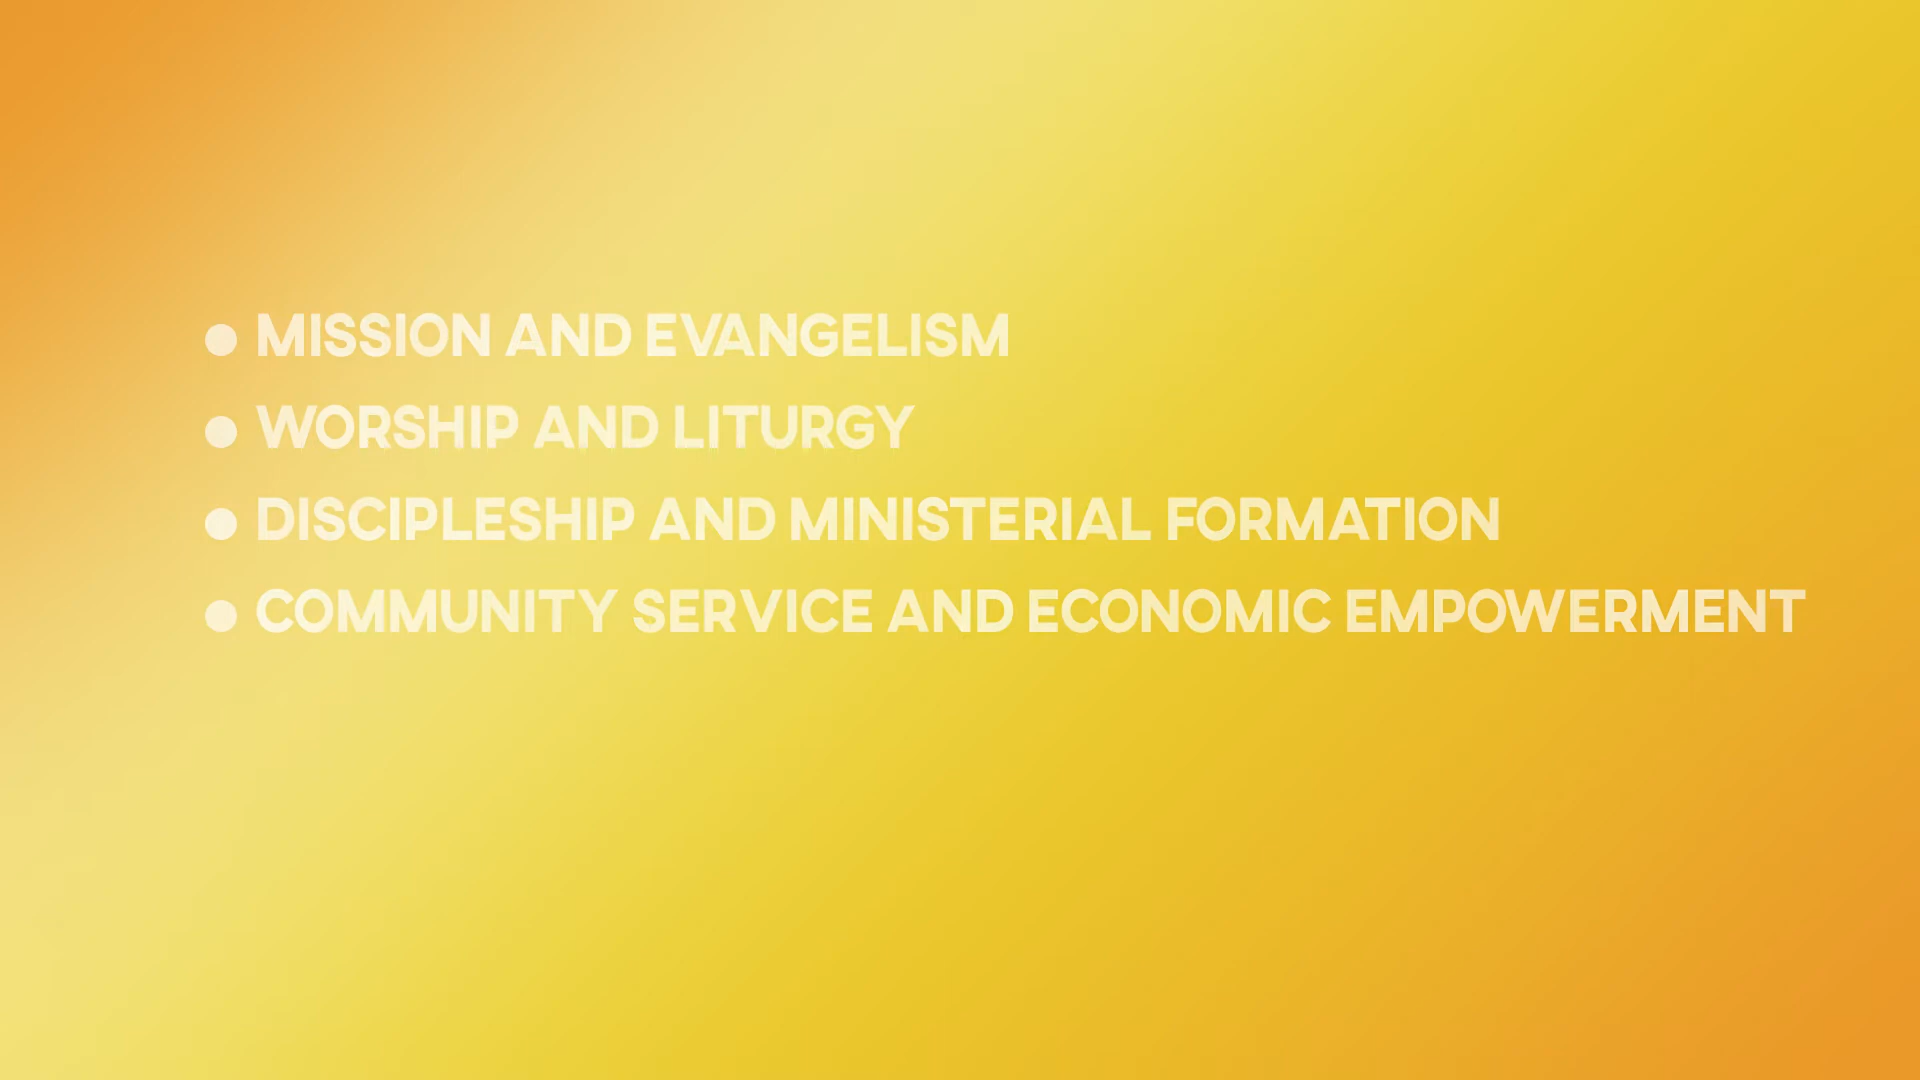 ● MISSION AND EVANGELISM
● WORSHIP AND LITURGY
● DISCIPLESHIP AND MINISTERIAL FORMATION
● COMMUNITY SERVICE AND ECONOMIC EMPOWERMENT